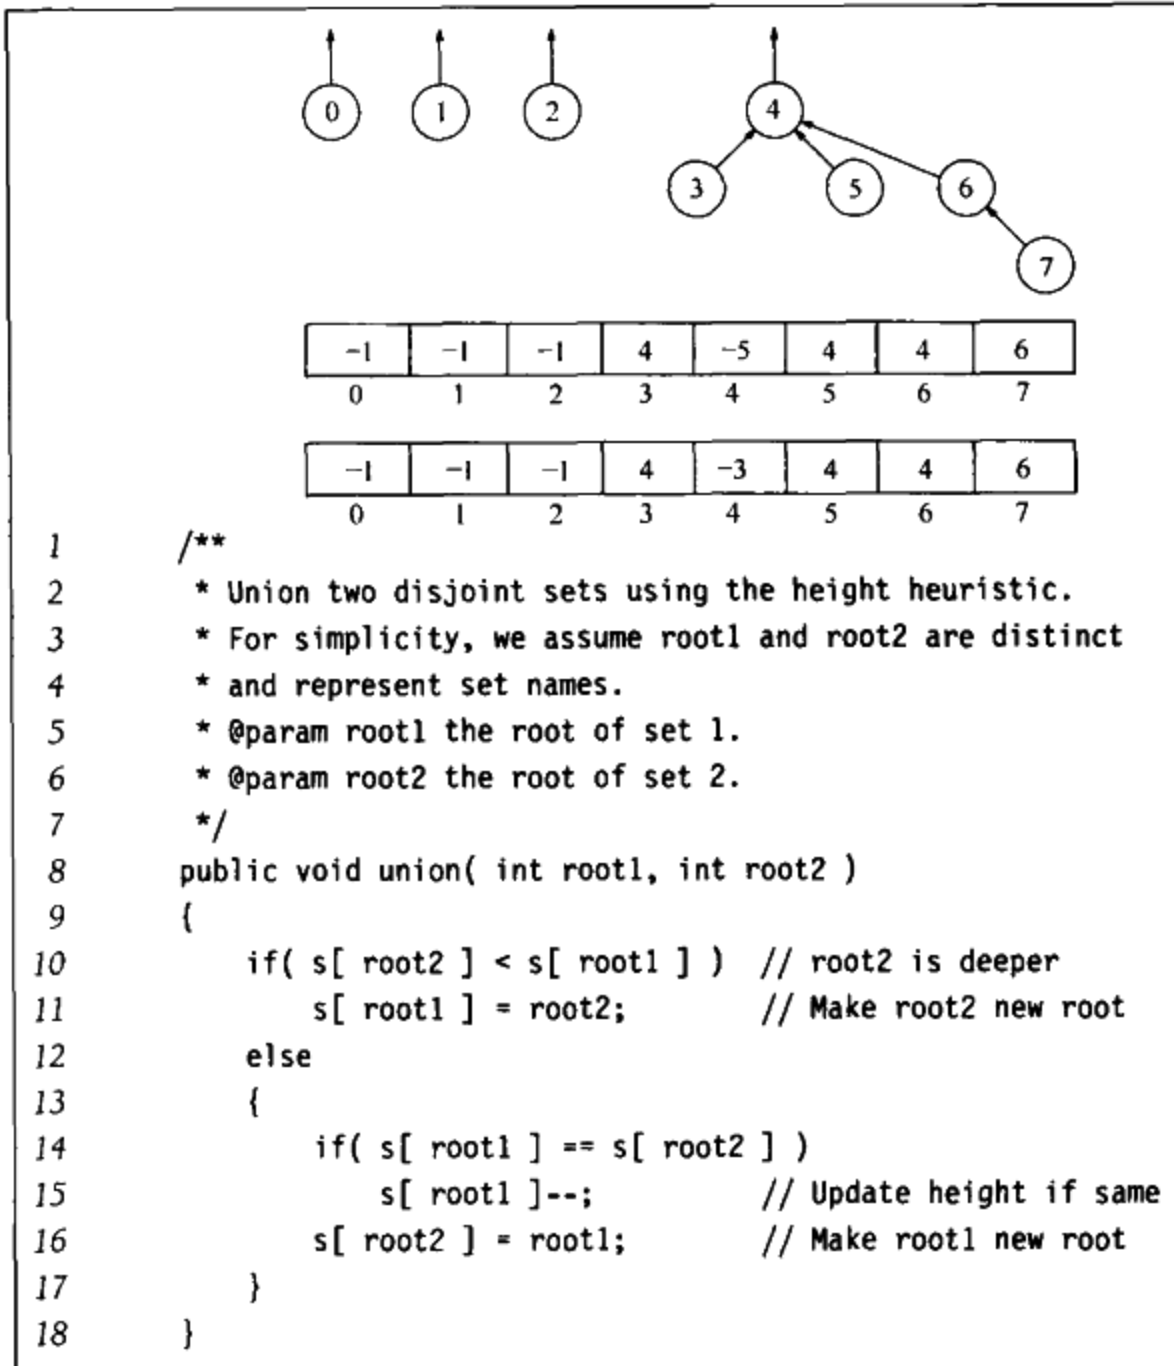 0 1 2 4
3 5 6
7
-1 -1 -1 4 -5 4 4 6
0 1 2 3 4 5 6 7
-1 -1 -1 4 -3 4 4 6
0 1 2 3 4 5 6 7
1 /**
2 * Union two disjoint sets using the height heuristic.
3 * For simplicity, we assume root1 and root2 are distinct
4 * and represent set names.
5 * @param root1 the root of set 1.
6 * @param root2 the root of set 2.
7 */
8 public void union( int root1, int root2 )
9 {
10 if( s[ root2 ] < s[ root1 ] ) // root2 is deeper
11 s[ root1 ] = root2; // Make root2 new root
12 else
13 {
14 if( s[ root1 ] == s[ root2 ] )
15 s[ root1 ]--; // Update height if same
16 s[ root2 ] = root1; // Make root1 new root
17 }
18 }